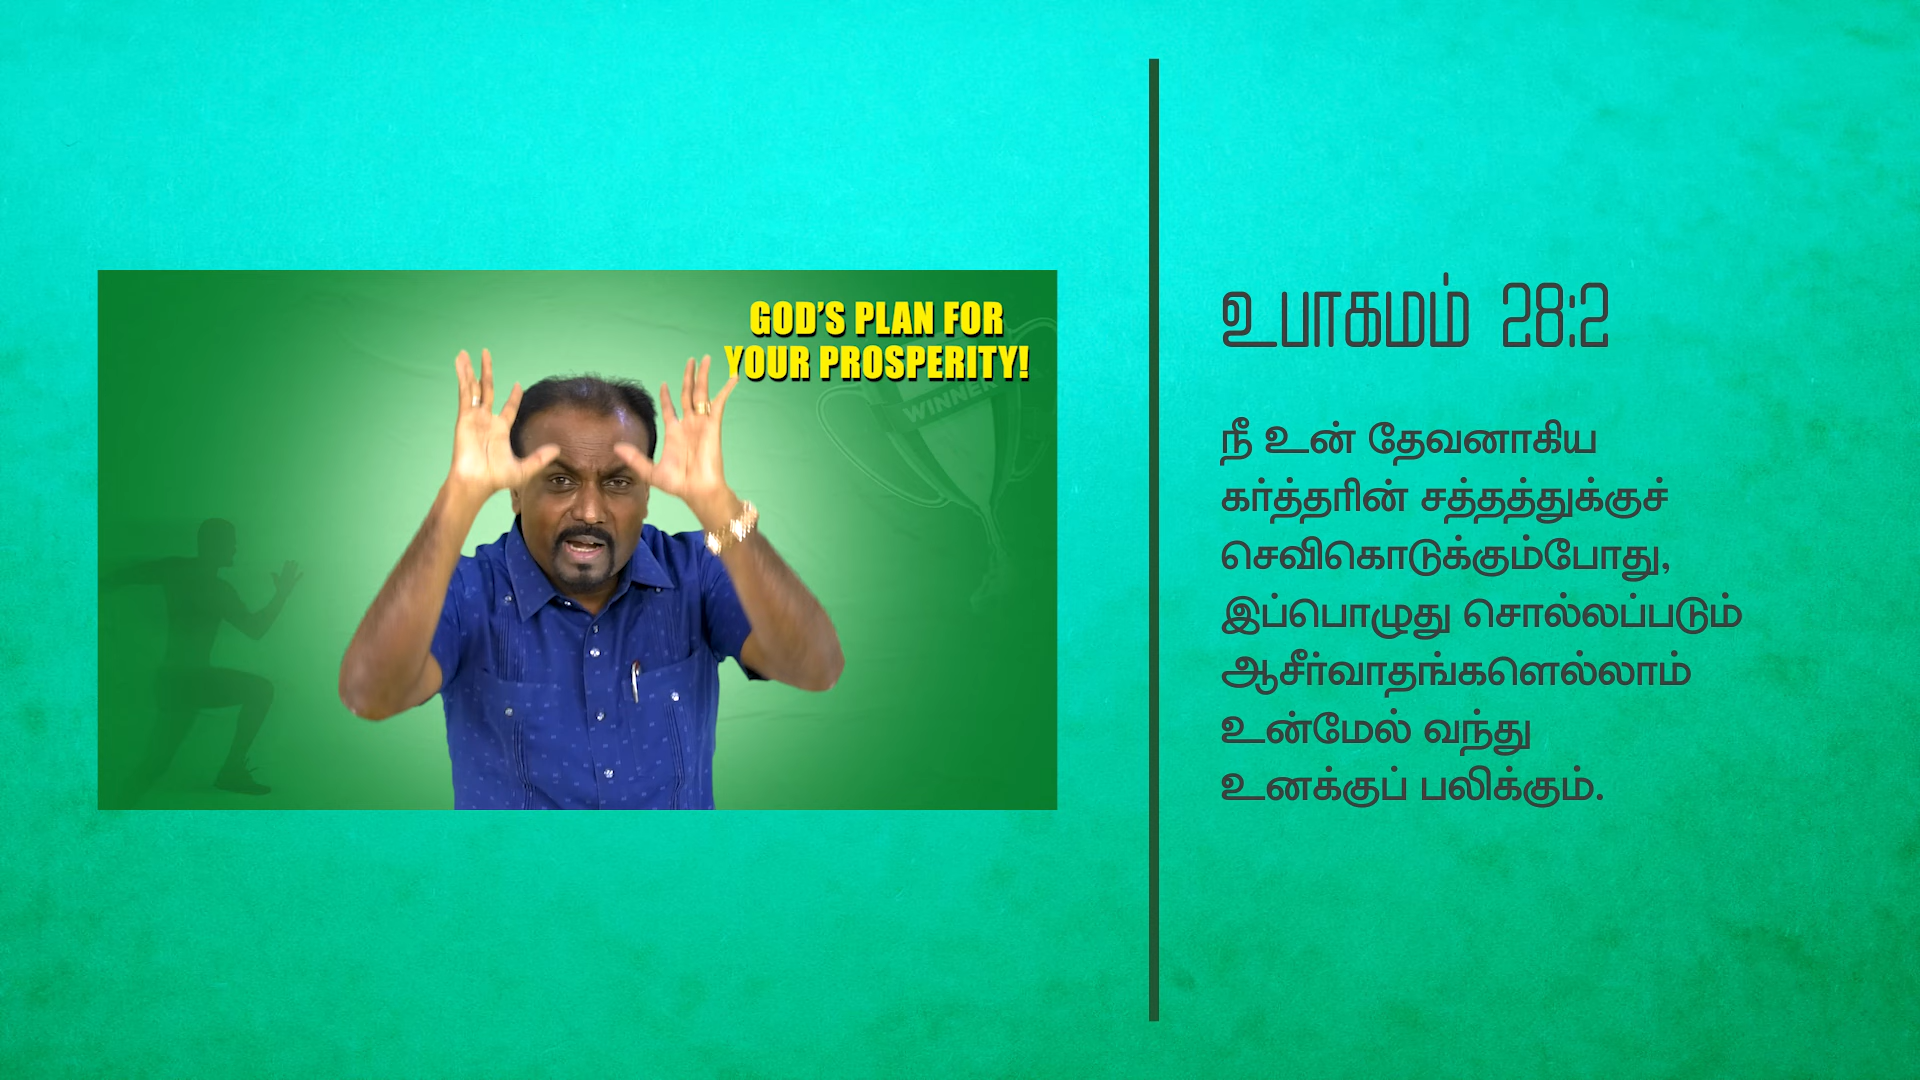 GOD'S PLAN FOR
YOUR PROSPERITY!
WINNER
உபாகமம் 28:2
நீ உன் தேவனாகிய
கர்த்தரின் சத்தத்துக்குச்
செவிகொடுக்கும்போது,
இப்பொழுது சொல்லப்படும்
ஆசீர்வாதங்களெல்லாம்
உன்மேல் வந்து
உனக்குப் பலிக்கும்.